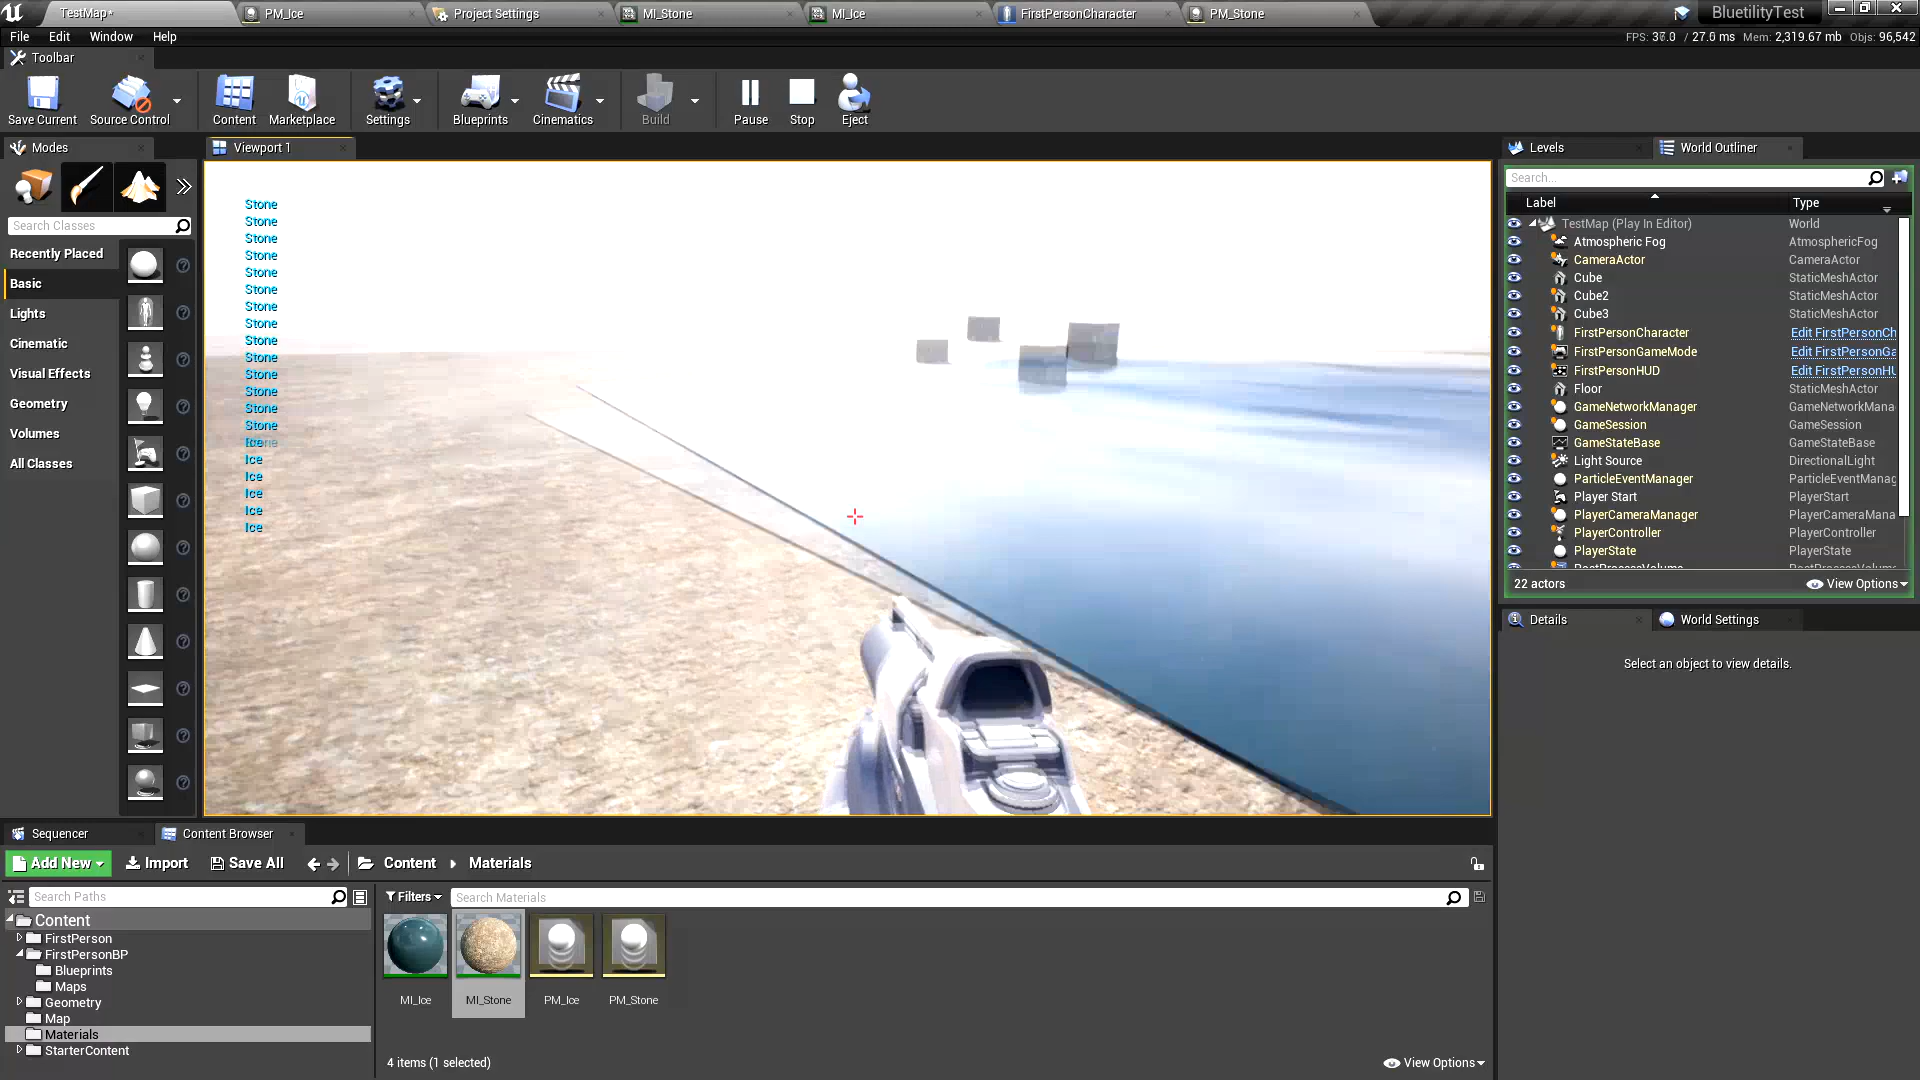 TestMap*
PM_Ice
Project Settings
MI_Stone
MI_Ice
FirstPersonCharacter
PM_Stone
BluetilityTest
File Edit Window Help
FPS: / 27.0 ms Mem: 2,319.67 mb Objs: 96,542
Toolbar
Save Current
Source Control
Content
Marketplace
Settings
Blueprints
Cinematics
Build
Pause
Stop
Eject
Modes
Search Classes
Recently Placed
Basic
Lights
Cinematic
Visual Effects
Geometry
Volumes
All Classes
Viewport 1
Stone
Stone
Stone
Stone
Stone
Stone
Stone
Stone
Stone
Stone
Stone
Stone
Stone
Stone
Ice
Ice
Ice
Ice
Ice
Levels
World Outliner
Search...
Label Type
TestMap (Play In Editor) World
Atmospheric Fog AtmosphericFog
CameraActor CameraActor
Cube StaticMeshActor
Cube2 StaticMeshActor
Cube3 StaticMeshActor
FirstPersonCharacter Edit FirstPersonCh
FirstPersonGameMode Edit FirstPersonGa
FirstPersonHUD Edit FirstPersonHU
Floor StaticMeshActor
GameNetworkManager GameNetworkMana
GameSession GameSession
GameStateBase GameStateBase
Light Source DirectionalLight
ParticleEventManager ParticleEventManag
Player Start PlayerStart
PlayerCameraManager PlayerCameraMana
PlayerController PlayerController
PlayerState PlayerState
22 actors View Options
Details
World Settings
Select an object to view details.
Sequencer
Content Browser
Add New Import Save All Content Materials
Search Paths
Content
FirstPerson
FirstPersonBP
Blueprints
Maps
Geometry
Map
Materials
StarterContent
Filters Search Materials
MI_Ice
MI_Stone
PM_Ice
PM_Stone
4 items (1 selected) View Options